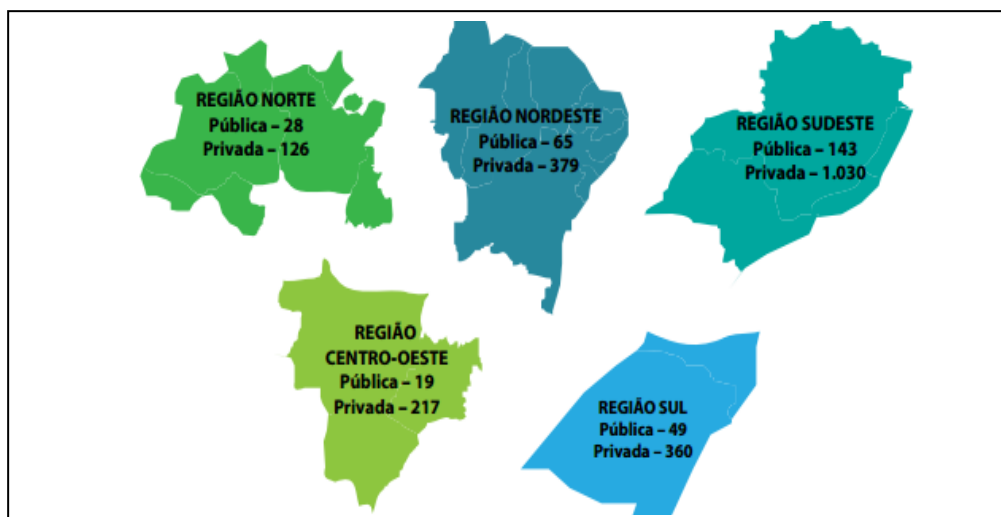 REGIÃO NORTE
Pública – 28
Privada – 126
REGIÃO NORDESTE
Pública – 65
Privada – 379
REGIÃO SUDESTE
Pública – 143
Privada – 1.030
REGIÃO
CENTRO-OESTE
Pública – 19
Privada – 217
REGIÃO SUL
Pública – 49
Privada – 360